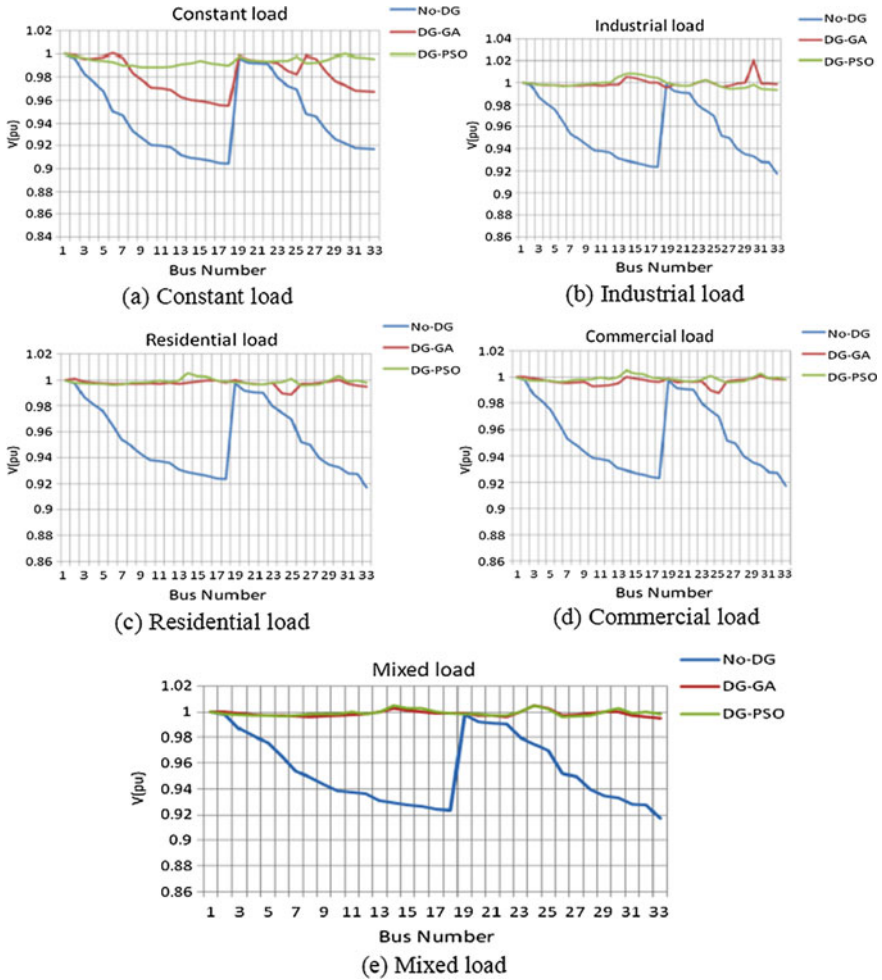 Constant load
No-DG
DG-GA
DG-PSO
V(pu)
1.02
1
0.98
0.96
0.94
0.92
0.9
0.88
0.86
0.84
1 3 5 7 9 11 13 15 17 19 21 23 25 27 29 31 33
Bus Number
(a) Constant load
Industrial load
No-DG
DG-GA
DG-PSO
V(pu)
1.04
1.02
1
0.98
0.96
0.94
0.92
0.9
0.88
0.86
1 3 5 7 9 11 13 15 17 19 21 23 25 27 29 31 33
Bus Number
(b) Industrial load
Residential load
No-DG
DG-GA
DG-PSO
V(pu)
1.02
1
0.98
0.96
0.94
0.92
0.9
0.88
0.86
1 3 5 7 9 11 13 15 17 19 21 23 25 27 29 31 33
Bus Number
(c) Residential load
Commercial load
No-DG
DG-GA
DG-PSO
V(pu)
1.02
1
0.98
0.96
0.94
0.92
0.9
0.88
0.86
1 3 5 7 9 11 13 15 17 19 21 23 25 27 29 31 33
Bus Number
(d) Commercial load
Mixed load
No-DG
DG-GA
DG-PSO
V(pu)
1.02
1
0.98
0.96
0.94
0.92
0.9
0.88
0.86
1 3 5 7 9 11 13 15 17 19 21 23 25 27 29 31 33
Bus Number
(e) Mixed load